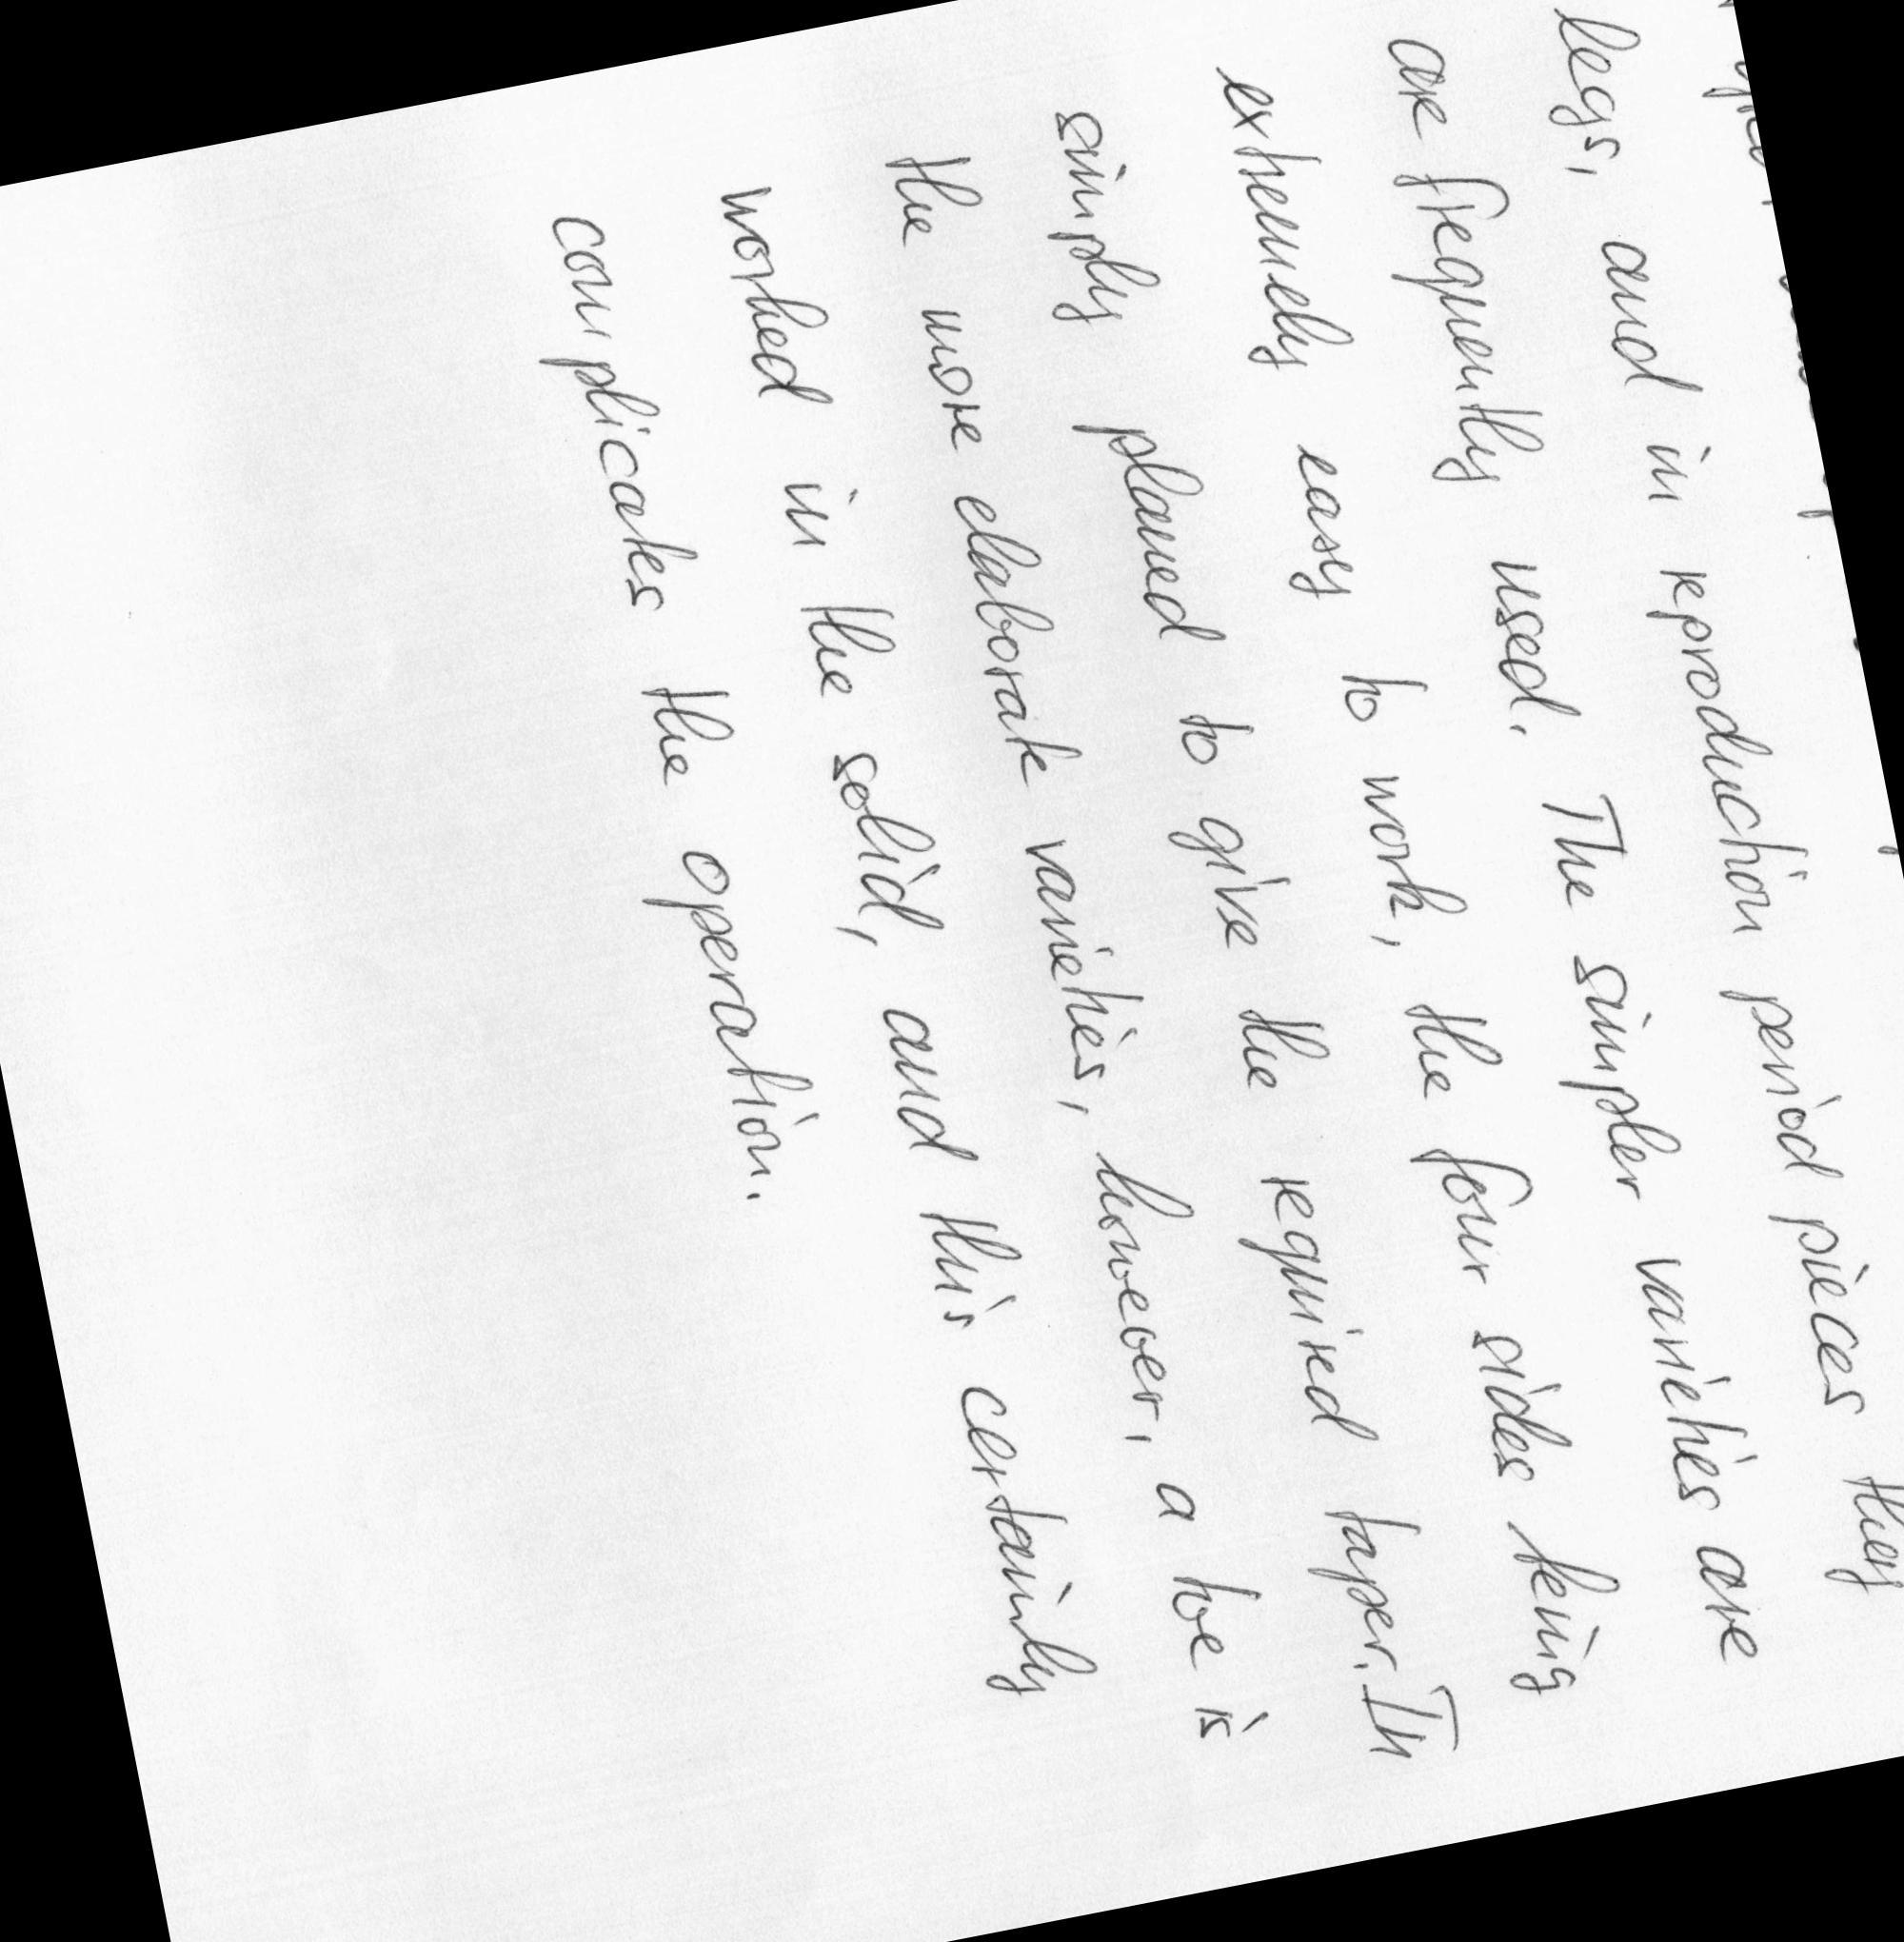 legs, and in reproduction period pieces they
are frequently used. The simpler varieties are
extremely easy to work, the four sides being
simply planed to give the required taper. In
the more elaborate varieties, however, a toe is
worked in the solid, and this certainly
complicates the operation.